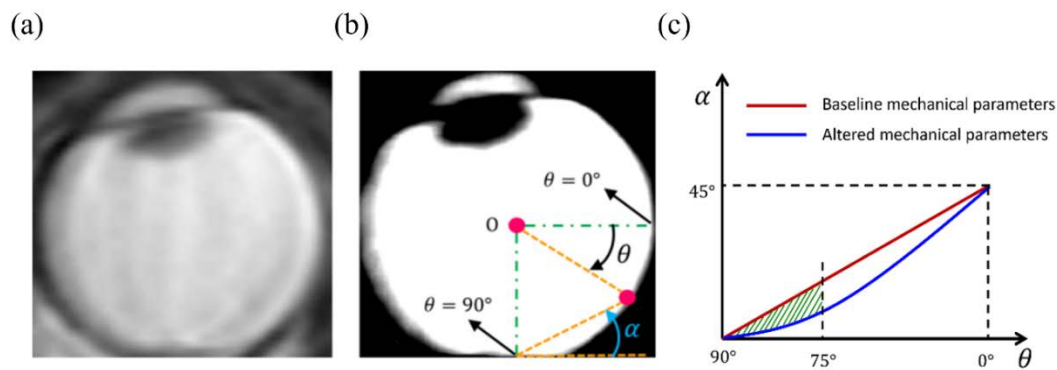 (a)
(b)
(c)
θ = 0°
O
θ
θ = 90°
α
α
Baseline mechanical parameters
Altered mechanical parameters
45°
90°
75°
0°
θ